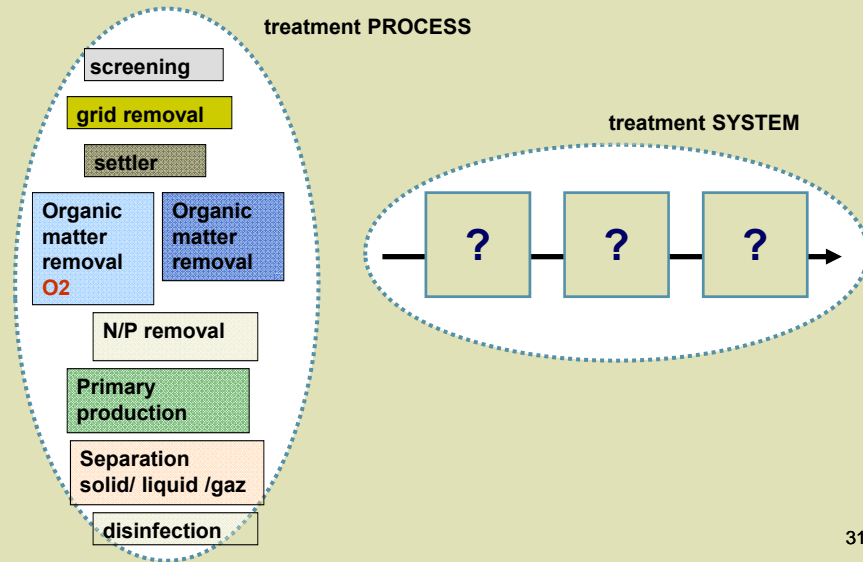 treatment PROCESS
screening
grid removal
settler
Organic
matter
removal
O2
Organic
matter
removal
N/P removal
Primary
production
Separation
solid/ liquid /gaz
disinfection
treatment SYSTEM
?
?
?
31